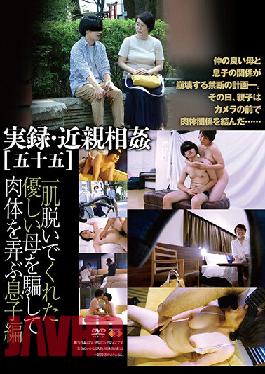 仲の良い母と
息子の関係が
崩壊する禁断の計画―。
その日、親子は
カメラの前で
肉体関係を結んだ……
実録・近親相姦
[五十五]
一肌脱いでくれた
優しい母を騙して
肉体を弄ぶ息子編
DVD